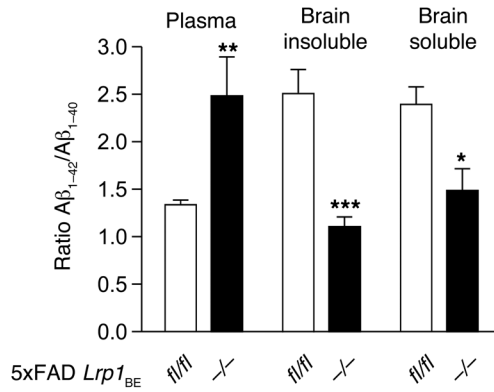 Plasma
Brain
insoluble
Brain
soluble
**
***
*
3.0
2.5
2.0
1.5
1.0
0.5
0.0
Ratio Aβ1–42/Aβ1–40
5xFAD Lrp1BE fl/fl –/– fl/fl –/– fl/fl –/–